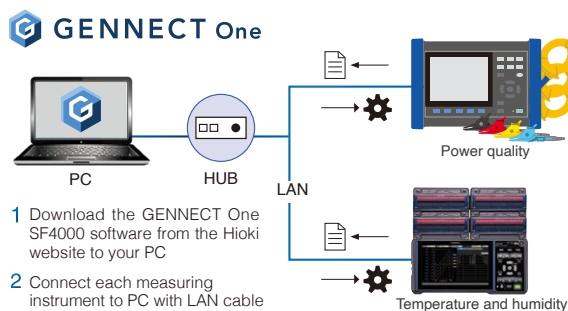 GENNECT One
PC
HUB
LAN
Power quality
Temperature and humidity
1 Download the GENNECT One
SF4000 software from the Hioki
website to your PC
2 Connect each measuring
instrument to PC with LAN cable